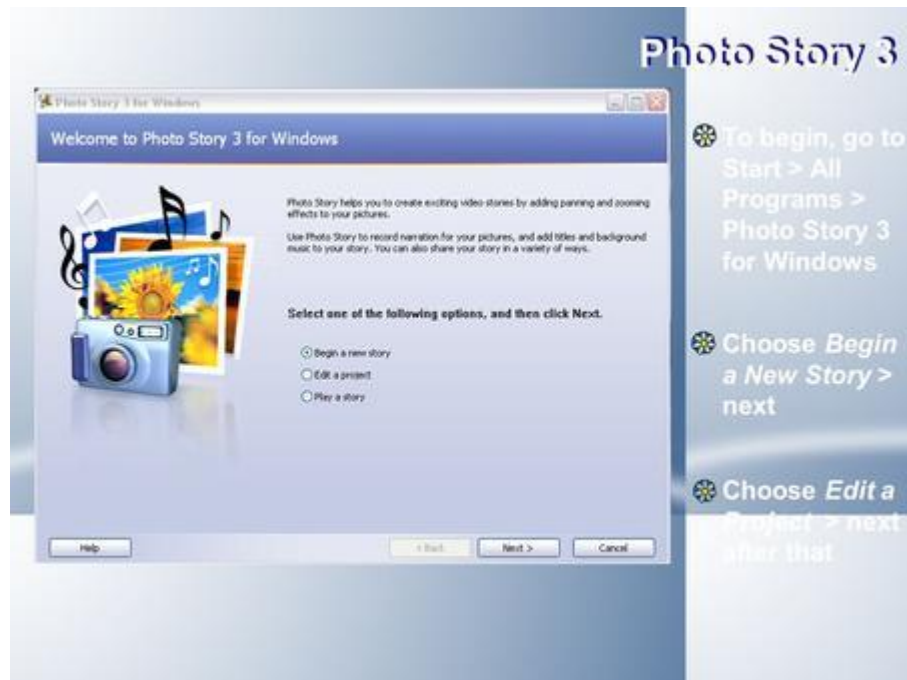 Photo Story 3
Photo Story 3 for Windows
Welcome to Photo Story 3 for Windows
Photo Story helps you to create exciting video stories by adding panning and zooming
effects to your pictures.
Use Photo Story to record narration for your pictures, and add titles and background
music to your story. You can also share your story in a variety of ways.
Select one of the following options, and then click Next.
Begin a new story
Edit a project
Play a story
Help
< Back
Next >
Cancel
To begin, go to
Start > All
Programs >
Photo Story 3
for Windows
Choose Begin
a New Story >
next
Choose Edit a
Project > next
after that